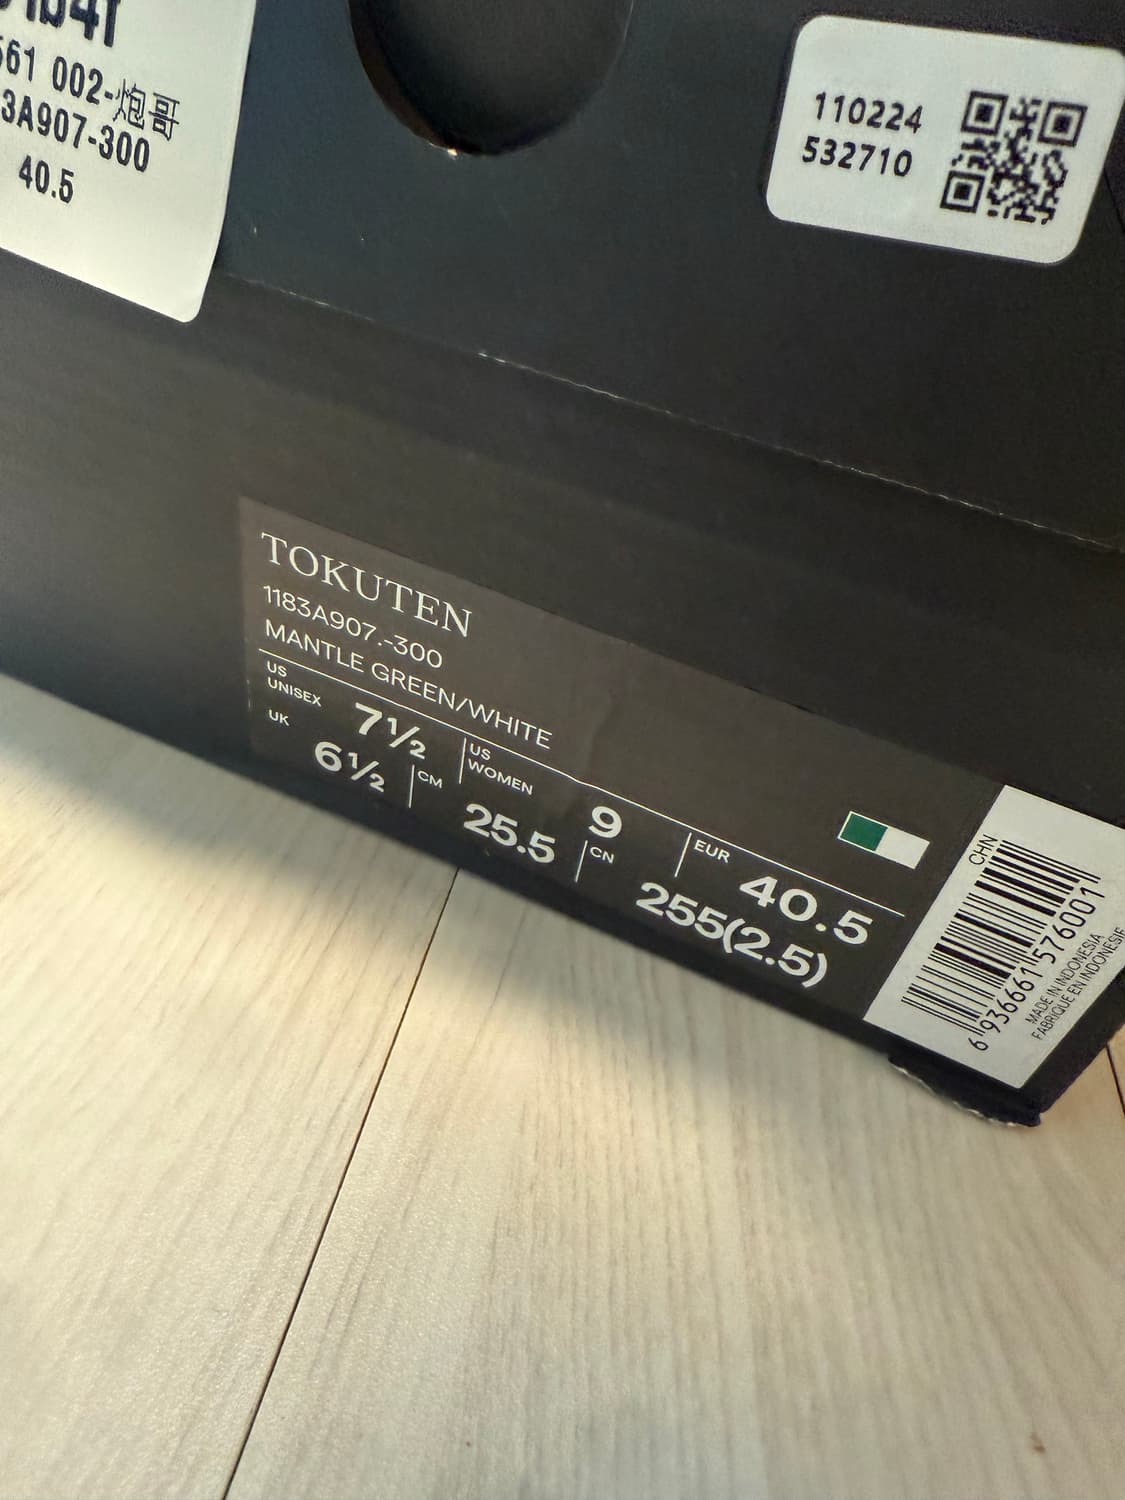 561 002-炮哥
3A907-300
40.5
110224
532710
TOKUTEN
1183A907.-300
MANTLE GREEN/WHITE
US UNISEX 7½ US WOMEN 9 EUR 40.5
UK 6½ CM 25.5 CN 255(2.5)
CHN
6 936661 576001
MADE IN INDONESIA
FABRIQUE EN INDONESIE